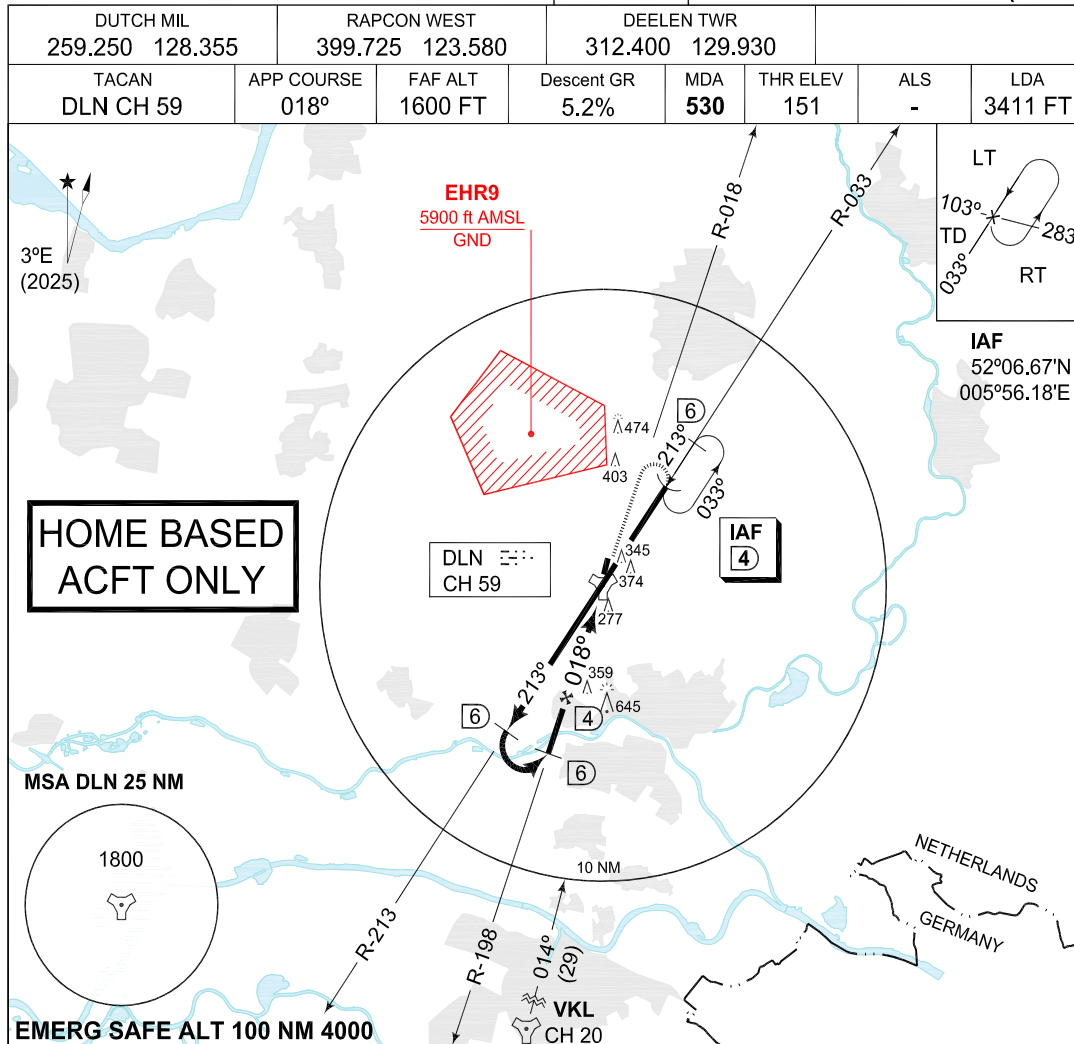 DUTCH MIL
259.250 128.355
RAPCON WEST
399.725 123.580
DEELEN TWR
312.400 129.930
TACAN
DLN CH 59
APP COURSE
018º
FAF ALT
1600 FT
Descent GR
5.2%
MDA
530
THR ELEV
151
ALS
-
LDA
3411 FT
3ºE
(2025)
EHR9
5900 ft AMSL
GND
R-018
R-033
LT
103º
TD
283
033º
RT
IAF
52º06.67'N
005º56.18'E
6
474
213º
403
033º
HOME BASED
ACFT ONLY
DLN
CH 59
345
374
277
IAF
4
018º
213º
359
645
6
4
6
MSA DLN 25 NM
1800
10 NM
NETHERLANDS
GERMANY
R-213
R-198
014º
(29)
VKL
CH 20
EMERG SAFE ALT 100 NM 4000